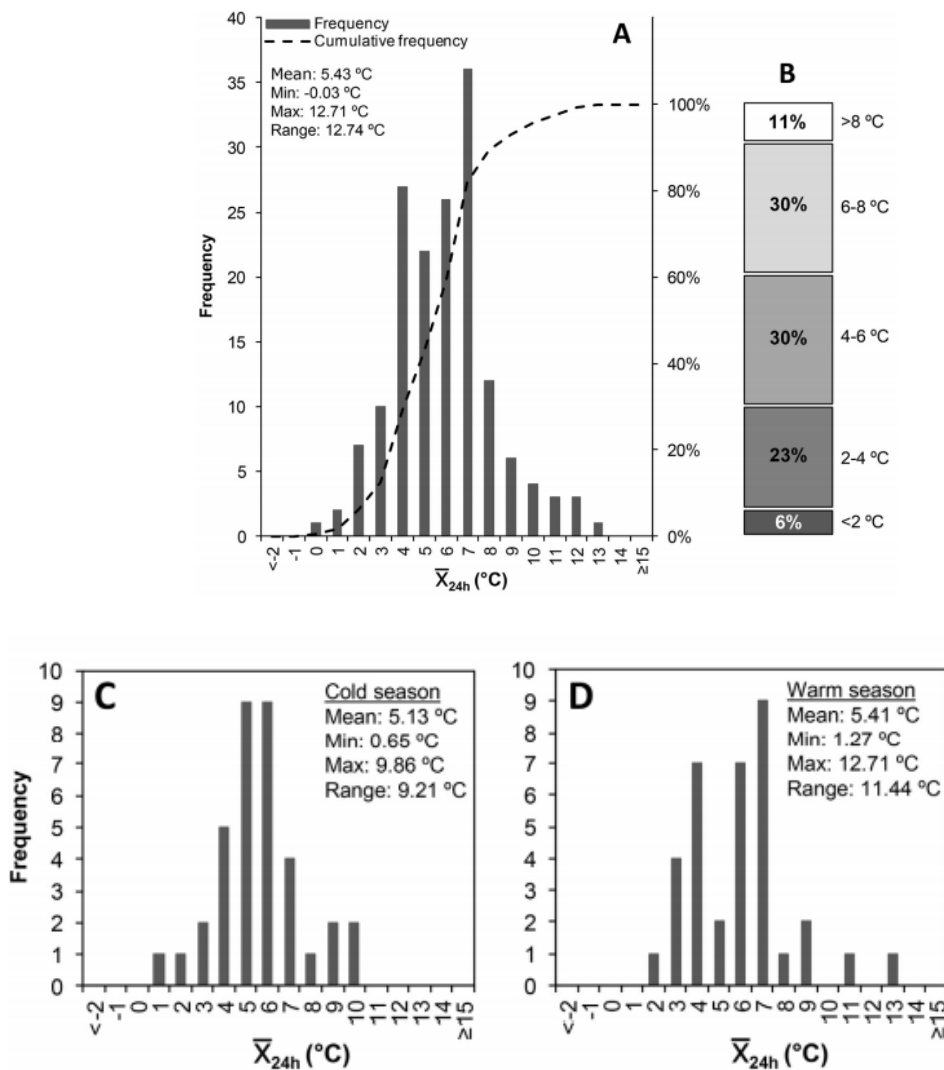 A
Frequency
Cumulative frequency
Mean: 5.43 ºC
Min: -0.03 ºC
Max: 12.71 ºC
Range: 12.74 ºC
40
35
30
25
20
15
10
5
0
Frequency
100%
80%
60%
40%
20%
0%
<-2 -1 0 1 2 3 4 5 6 7 8 9 10 11 12 13 14 ≥15
X̅24h (°C)
B
11% >8 ºC
30% 6-8 ºC
30% 4-6 ºC
23% 2-4 ºC
6% <2 ºC
C
Cold season
Mean: 5.13 ºC
Min: 0.65 ºC
Max: 9.86 ºC
Range: 9.21 ºC
10
9
8
7
6
5
4
3
2
1
0
Frequency
<-2 -1 0 1 2 3 4 5 6 7 8 9 10 11 12 13 14 ≥15
X̅24h (°C)
D
Warm season
Mean: 5.41 ºC
Min: 1.27 ºC
Max: 12.71 ºC
Range: 11.44 ºC
10
9
8
7
6
5
4
3
2
1
0
<-2 -1 0 1 2 3 4 5 6 7 8 9 10 11 12 13 14 ≥15
X̅24h (°C)